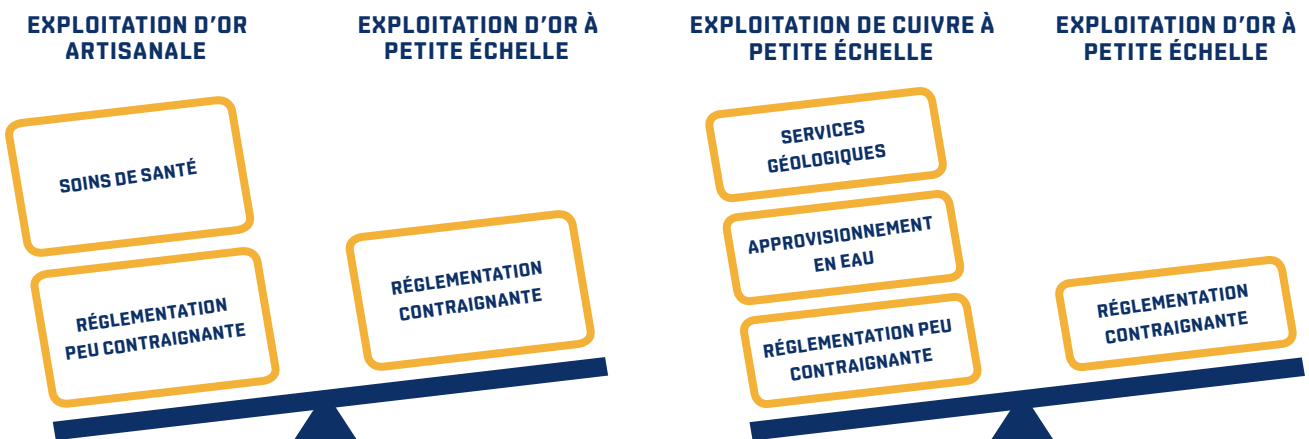 EXPLOITATION D'OR
ARTISANALE
EXPLOITATION D'OR À
PETITE ÉCHELLE
SOINS DE SANTÉ
RÉGLEMENTATION
PEU CONTRAIGNANTE
RÉGLEMENTATION
CONTRAIGNANTE
EXPLOITATION DE CUIVRE À
PETITE ÉCHELLE
EXPLOITATION D'OR À
PETITE ÉCHELLE
SERVICES
GÉOLOGIQUES
APPROVISIONNEMENT
EN EAU
RÉGLEMENTATION PEU
CONTRAIGNANTE
RÉGLEMENTATION
CONTRAIGNANTE